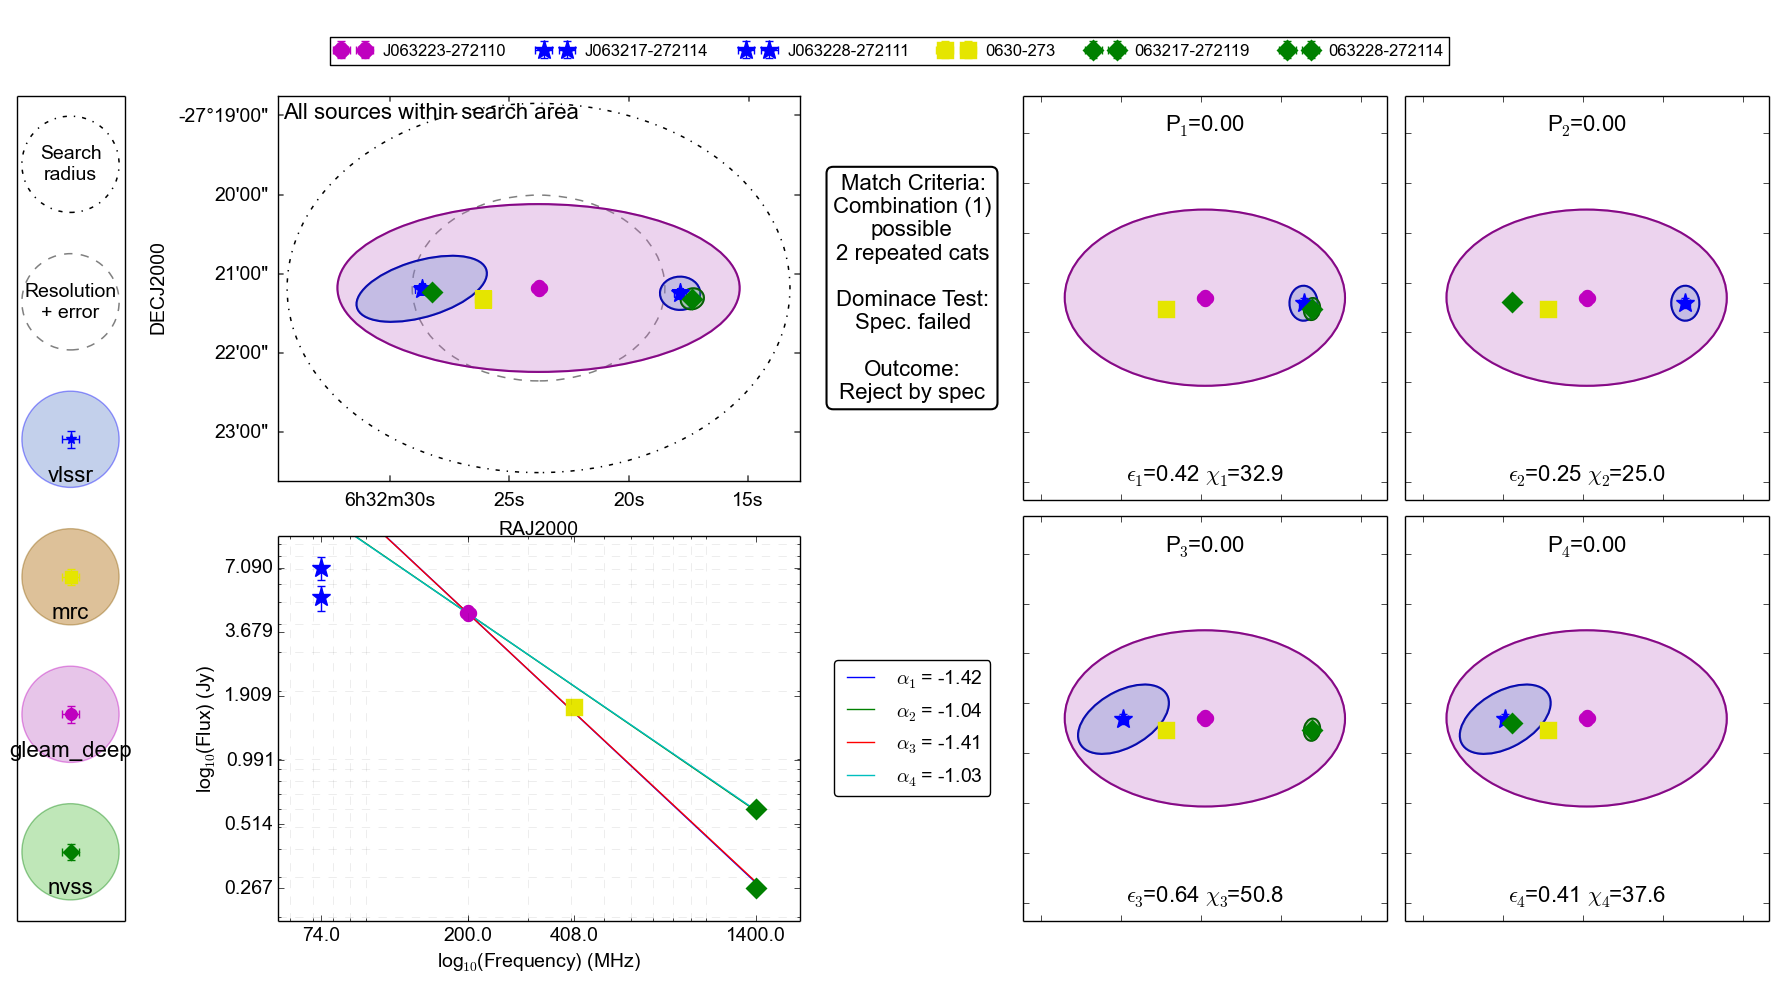 J063223-272110 J063217-272114 J063228-272111 0630-273 063217-272119 063228-272114
Search
radius
Resolution
+ error
vlssr
mrc
gleam_deep
nvss
All sources within search area
-27°19'00"
20'00"
21'00"
22'00"
23'00"
DECJ2000
6h32m30s 25s 20s 15s
RAJ2000
Match Criteria:
Combination (1)
possible
2 repeated cats
Dominace Test:
Spec. failed
Outcome:
Reject by spec
P1=0.00
ϵ1=0.42 χ1=32.9
P2=0.00
ϵ2=0.25 χ2=25.0
7.090
3.679
1.909
0.991
0.514
0.267
log10(Flux) (Jy)
74.0 200.0 408.0 1400.0
log10(Frequency) (MHz)
α1 = -1.42
α2 = -1.04
α3 = -1.41
α4 = -1.03
P3=0.00
ϵ3=0.64 χ3=50.8
P4=0.00
ϵ4=0.41 χ4=37.6